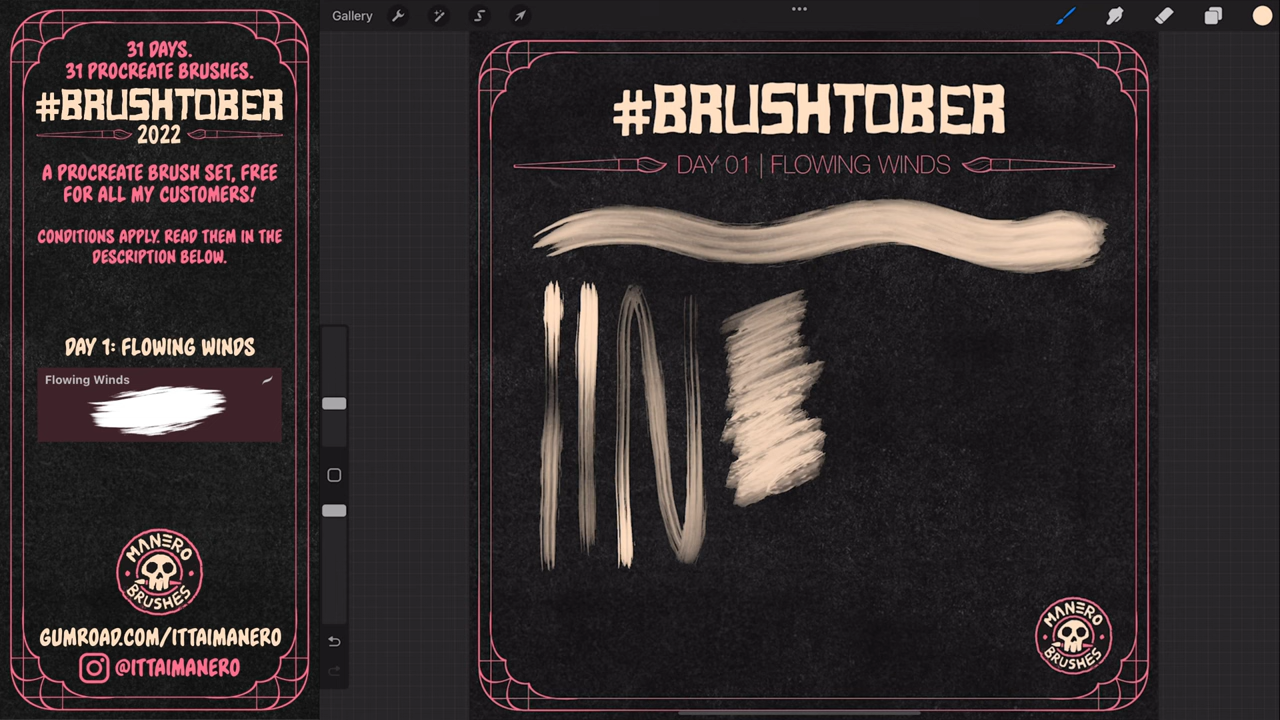 31 DAYS.
31 PROCREATE BRUSHES.
#BRUSHTOBER
2022
A PROCREATE BRUSH SET, FREE
FOR ALL MY CUSTOMERS!
CONDITIONS APPLY. READ THEM IN THE
DESCRIPTION BELOW.
DAY 1: FLOWING WINDS
Flowing Winds
MANERO
BRUSHES
GUMROAD.COM/ITTAIMANERO
@ITTAIMANERO
Gallery
#BRUSHTOBER
DAY 01 | FLOWING WINDS
MANERO
BRUSHES